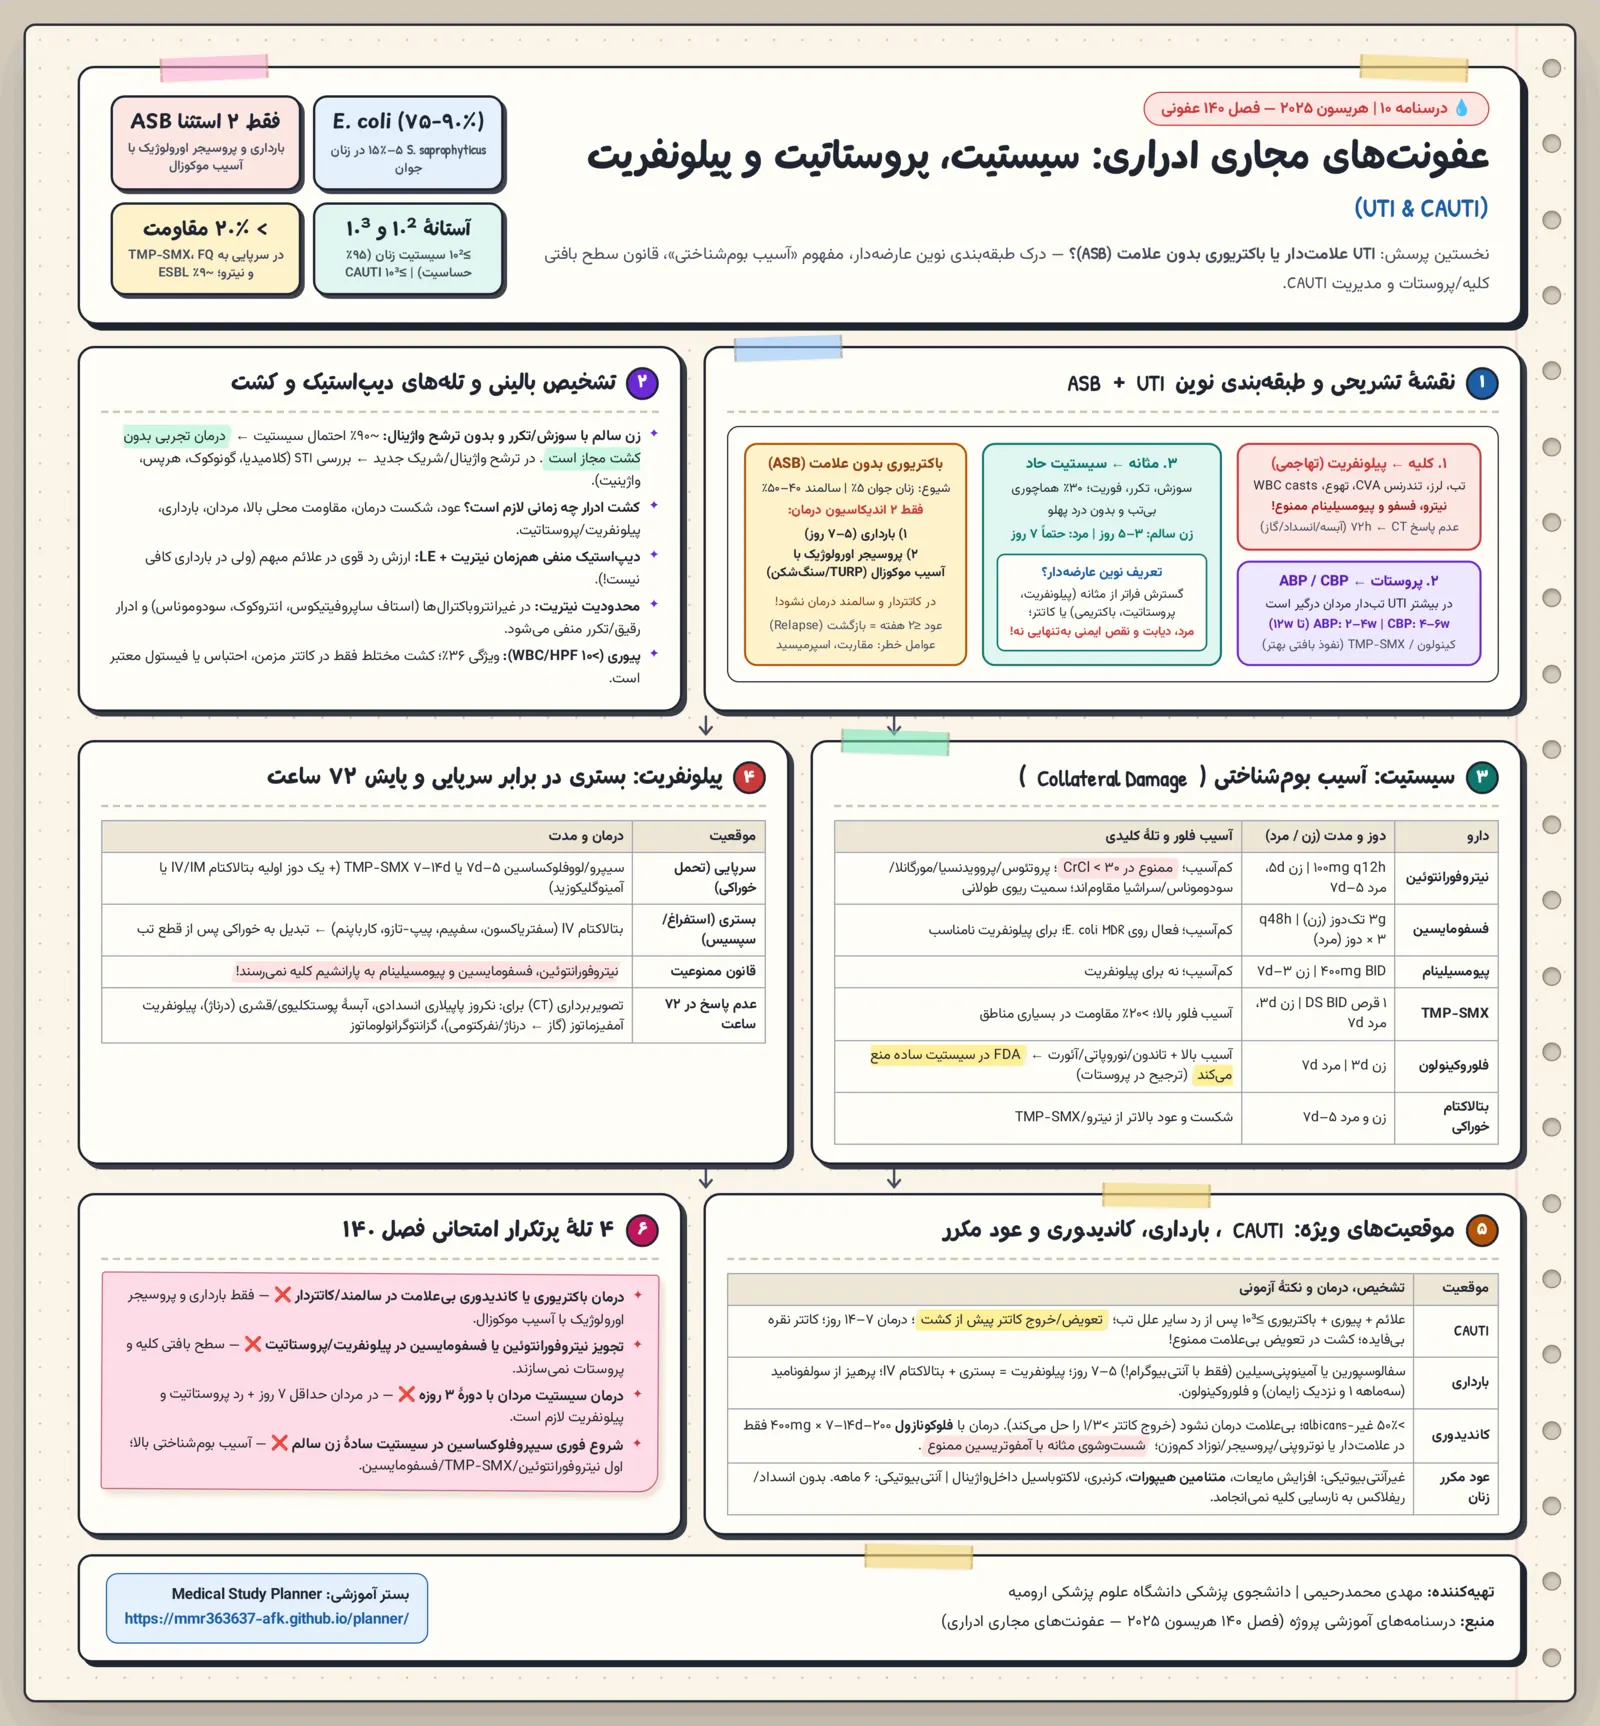 💧 درسنامه ۱۰ | هریسون ۲۰۲۵ — فصل ۱۴۰ عفونی
عفونت‌های مجاری ادراری: سیستیت، پروستاتیت و پیلونفریت
(UTI & CAUTI)
نخستین پرسش: UTI علامت‌دار یا باکتریوری بدون علامت (ASB)؟ — درک طبقه‌بندی نوین عارضه‌دار، مفهوم «آسیب بوم‌شناختی»، قانون سطح بافتی
کلیه/پروستات و مدیریت CAUTI.
E. coli (۷۵-۹۰٪)
S. saprophyticus ۵–۱۵٪ در زنان
جوان
فقط ۲ استثنا ASB
بارداری و پروسیجر اورولوژیک با
آسیب موکوزال
آستانهٔ ۱۰² و ۱۰³
≥۱۰² سیستیت زنان (۹۵٪
حساسیت) | ≥۱۰³ CAUTI
> ۲۰٪ مقاومت
در سرپایی به TMP-SMX، FQ
و نیترو؛ ~۹٪ ESBL
۱ نقشهٔ تشریحی و طبقه‌بندی نوین ASB + UTI
۱. کلیه ← پیلونفریت (تهاجمی)
تب، لرز، تندرنس CVA، تهوع، WBC casts
نیترو، فسفو و پیومسیلینام ممنوع!
عدم پاسخ ۷۲h ← CT (آبسه/انسداد/گاز)
۲. پروستات ← ABP / CBP
در بیشتر UTI تب‌دار مردان درگیر است
ABP: ۲–۴w | CBP: ۴–۶w (تا ۱۲w)
کینولون / TMP-SMX (نفوذ بافتی بهتر)
۳. مثانه ← سیستیت حاد
سوزش، تکرر، فوریت؛ ۳۰٪ هماچوری
بی‌تب و بدون درد پهلو
زن سالم: ۳–۵ روز | مرد: حتماً ۷ روز
تعریف نوین عارضه‌دار؟
گسترش فراتر از مثانه (پیلونفریت،
پروستاتیت، باکتریمی) یا کاتتر؛
مرد، دیابت و نقص ایمنی به‌تنهایی نه!
باکتریوری بدون علامت (ASB)
شیوع: زنان جوان ۵٪ | سالمند ۴۰–۵۰٪
فقط ۲ اندیکاسیون درمان:
۱) بارداری (۵–۷ روز)
۲) پروسیجر اورولوژیک با
آسیب موکوزال (TURP/سنگ‌شکن)
در کاتتردار و سالمند درمان نشود!
عود ≤۲ هفته = بازگشت (Relapse)
عوامل خطر: مقاربت، اسپرمیسید
۲ تشخیص بالینی و تله‌های دیپ‌استیک و کشت
✦ زن سالم با سوزش/تکرر و بدون ترشح واژینال: ~۹۰٪ احتمال سیستیت ← درمان تجربی بدون
کشت مجاز است . در ترشح واژینال/شریک جدید ← بررسی STI (کلامیدیا، گونوکوک، هرپس،
واژینیت).
✦ کشت ادرار چه زمانی لازم است؟ عود، شکست درمان، مقاومت محلی بالا، مردان، بارداری،
پیلونفریت/پروستاتیت.
✦ دیپ‌استیک منفی هم‌زمان نیتریت + LE: ارزش رد قوی در علائم مبهم (ولی در بارداری کافی
نیست!).
✦ محدودیت نیتریت: در غیرانتروباکترال‌ها (استاف ساپروفیتیکوس، انتروکوک، سودوموناس) و ادرار
رقیق/تکرر منفی می‌شود.
✦ پیوری (>۱۰ WBC/HPF): ویژگی ۳۶٪؛ کشت مختلط فقط در کاتتر مزمن، احتباس یا فیستول معتبر
است.
۳ سیستیت: آسیب بوم‌شناختی ( Collateral Damage )
دارو | دوز و مدت (زن / مرد) | آسیب فلور و تلهٔ کلیدی
نیتروفورانتوئین | ۱۰۰mg q12h | زن ۵d،
مرد ۵–۷d | کم‌آسیب؛ ممنوع در CrCl < ۳۰ ؛ پروتئوس/پروویدنسیا/مورگانلا/
سودوموناس/سراشیا مقاوم‌اند؛ سمیت ریوی طولانی
فسفومایسین | ۳g تک‌دوز (زن) | q48h
× ۳ دوز (مرد) | کم‌آسیب؛ فعال روی E. coli MDR؛ برای پیلونفریت نامناسب
پیومسیلینام | ۴۰۰mg BID | زن ۳–۷d | کم‌آسیب؛ نه برای پیلونفریت
TMP-SMX | ۱ قرص DS BID | زن ۳d،
مرد ۷d | آسیب فلور بالا؛ >۲۰٪ مقاومت در بسیاری مناطق
فلوروکینولون | زن ۳d | مرد ۷d | آسیب بالا + تاندون/نوروپاتی/آئورت ← FDA در سیستیت ساده منع
می‌کند (ترجیح در پروستات)
بتالاکتام
خوراکی | زن و مرد ۵–۷d | شکست و عود بالاتر از نیترو/TMP-SMX
۴ پیلونفریت: بستری در برابر سرپایی و پایش ۷۲ ساعت
موقعیت | درمان و مدت
سرپایی (تحمل
خوراکی) | سیپرو/لووفلوکساسین ۵–۷d یا TMP-SMX ۷–۱۴d (+ یک دوز اولیه بتالاکتام IV/IM یا
آمینوگلیکوزید)
بستری (استفراغ/
سپسیس) | بتالاکتام IV (سفتریاکسون، سفپیم، پیپ-تازو، کارباپنم) ← تبدیل به خوراکی پس از قطع تب
قانون ممنوعیت | نیتروفورانتوئین، فسفومایسین و پیومسیلینام به پارانشیم کلیه نمی‌رسند!
عدم پاسخ در ۷۲
ساعت | تصویربرداری (CT) برای: نکروز پاپیلاری انسدادی، آبسهٔ پوستکلیوی/قشری (درناژ)، پیلونفریت
آمفیزماتوز (گاز ← درناژ/نفرکتومی)، گزانتوگرانولوماتوز
۵ موقعیت‌های ویژه: CAUTI ، بارداری، کاندیدوری و عود مکرر
موقعیت | تشخیص، درمان و نکتهٔ آزمونی
CAUTI | علائم + پیوری + باکتریوری ≥۱۰³ پس از رد سایر علل تب؛ تعویض/خروج کاتتر پیش از کشت ؛ درمان ۷–۱۴ روز؛ کاتتر نقره
بی‌فایده؛ کشت در تعویض بی‌علامت ممنوع!
بارداری | سفالوسپورین یا آمینوپنی‌سیلین (فقط با آنتی‌بیوگرام!) ۵–۷ روز؛ پیلونفریت = بستری + بتالاکتام IV؛ پرهیز از سولفونامید
(سه‌ماهه ۱ و نزدیک زایمان) و فلوروکینولون.
کاندیدوری | >۵۰٪ غیر-albicans؛ بی‌علامت درمان نشود (خروج کاتتر >۱/۳ را حل می‌کند). درمان با فلوکونازول ۲۰۰–۴۰۰mg × ۷–۱۴d فقط
در علامت‌دار یا نوتروپنی/پروسیجر/نوزاد کم‌وزن؛ شست‌وشوی مثانه با آمفوتریسین ممنوع .
عود مکرر
زنان | غیرآنتی‌بیوتیکی: افزایش مایعات، متنامین هیپورات، کرنبری، لاکتوباسیل داخل‌واژینال | آنتی‌بیوتیکی: ۶ ماهه. بدون انسداد/
ریفلاکس به نارسایی کلیه نمی‌انجامد.
۶ ۴ تلهٔ پرتکرار امتحانی فصل ۱۴۰
✦ درمان باکتریوری یا کاندیدوری بی‌علامت در سالمند/کاتتردار ❌ — فقط بارداری و پروسیجر
اورولوژیک با آسیب موکوزال.
✦ تجویز نیتروفورانتوئین یا فسفومایسین در پیلونفریت/پروستاتیت ❌ — سطح بافتی کلیه و
پروستات نمی‌سازند.
✦ درمان سیستیت مردان با دورهٔ ۳ روزه ❌ — در مردان حداقل ۷ روز + رد پروستاتیت و
پیلونفریت لازم است.
✦ شروع فوری سیپروفلوکساسین در سیستیت سادهٔ زن سالم ❌ — آسیب بوم‌شناختی بالا؛
اول نیتروفورانتوئین/TMP-SMX/فسفومایسین.
تهیه‌کننده: مهدی محمدرحیمی | دانشجوی پزشکی دانشگاه علوم پزشکی ارومیه
منبع: درسنامه‌های آموزشی پروژه (فصل ۱۴۰ هریسون ۲۰۲۵ — عفونت‌های مجاری ادراری)
بستر آموزشی: Medical Study Planner
https://mmr363637-afk.github.io/planner/